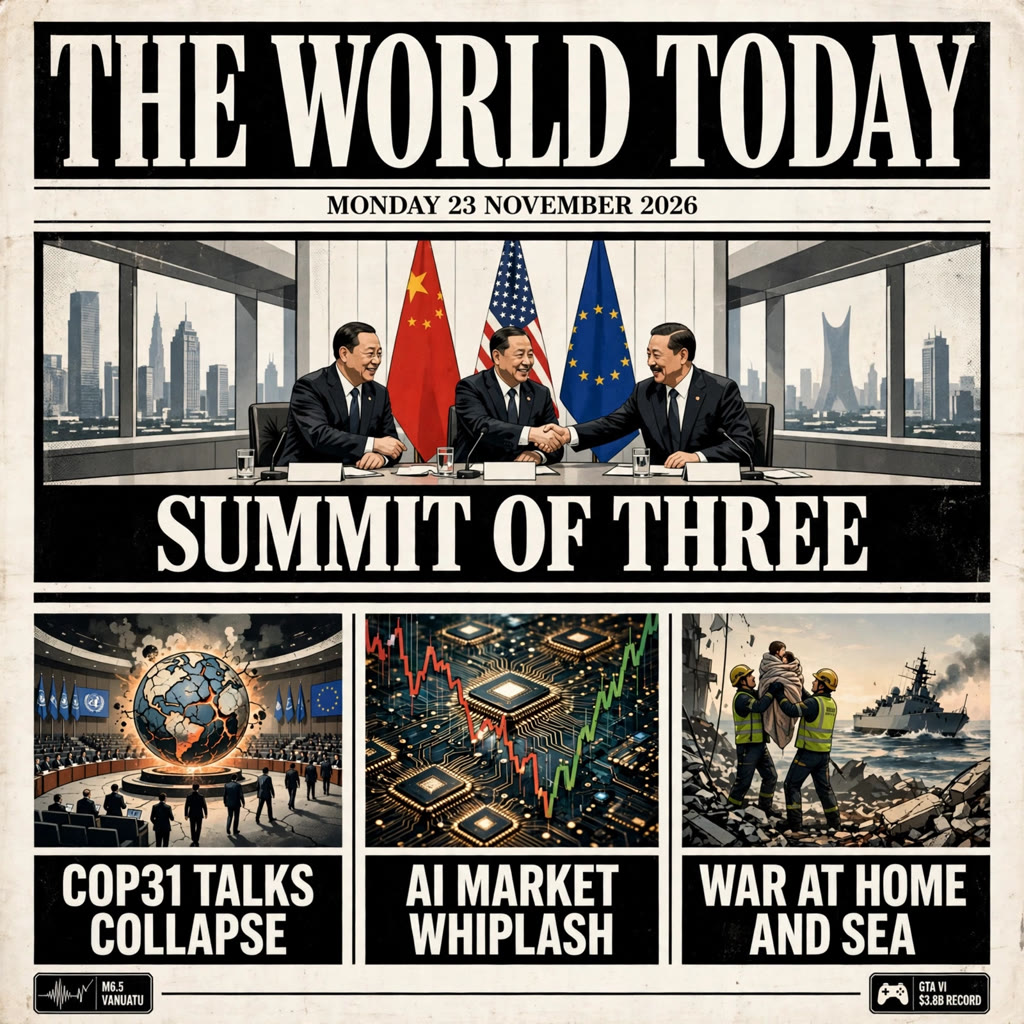 THE WORLD TODAY
MONDAY 23 NOVEMBER 2026
SUMMIT OF THREE
COP31 TALKS
COLLAPSE
AI MARKET
WHIPLASH
WAR AT HOME
AND SEA
M6.5
VANUATU
GTA VI
$3.8B RECORD